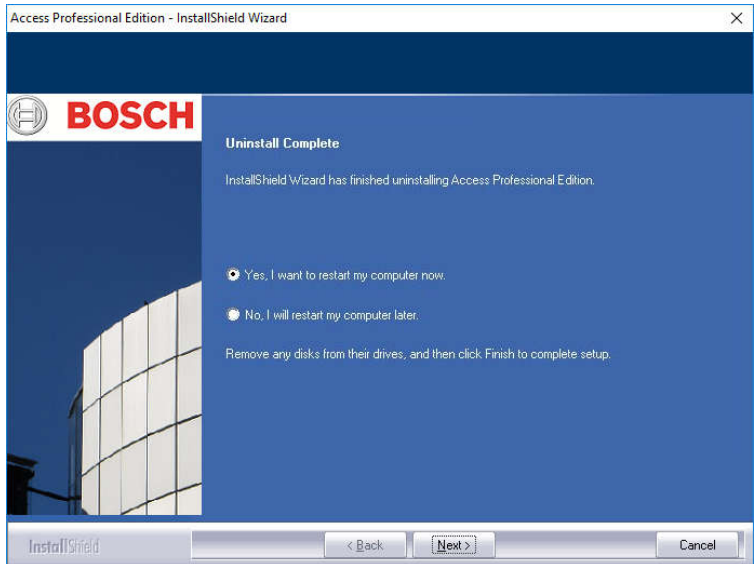 Access Professional Edition - InstallShield Wizard
BOSCH
Uninstall Complete
InstallShield Wizard has finished uninstalling Access Professional Edition.
Yes, I want to restart my computer now.
No, I will restart my computer later.
Remove any disks from their drives, and then click Finish to complete setup.
InstallShield
< Back
Next >
Cancel